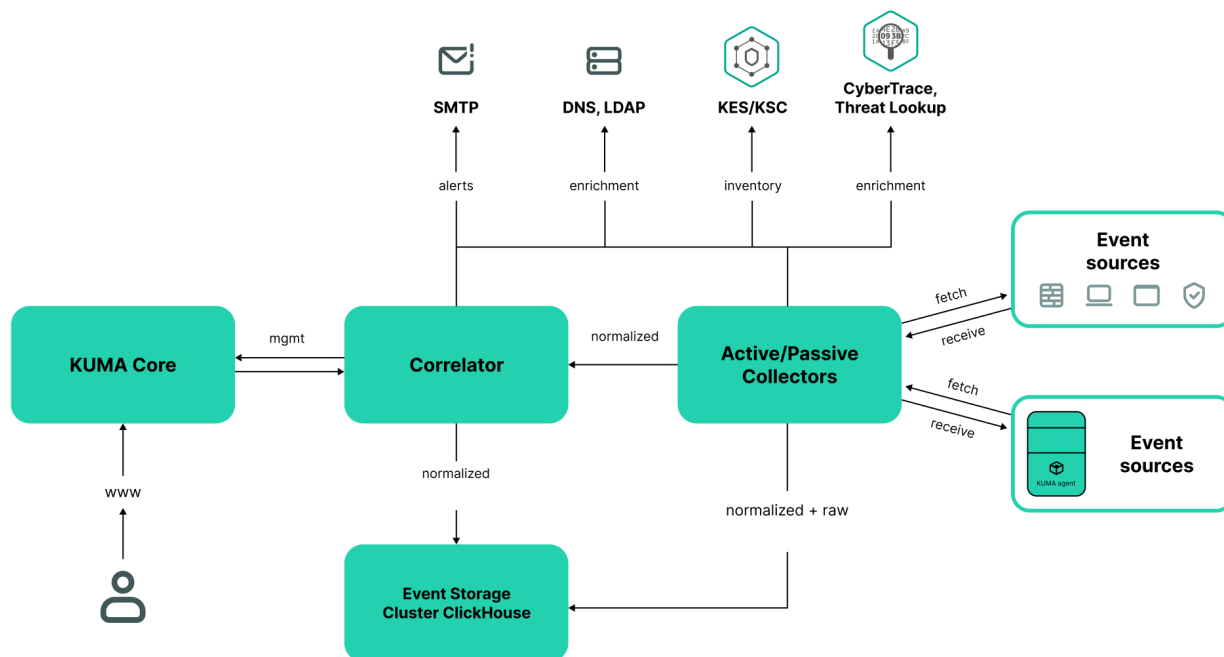 SMTP
DNS, LDAP
KES/KSC
CyberTrace,
Threat Lookup
alerts
enrichment
inventory
enrichment
Event
sources
fetch
receive
mgmt
normalized
KUMA Core
Correlator
Active/Passive
Collectors
fetch
receive
KUMA agent
Event
sources
normalized
www
normalized + raw
Event Storage
Cluster ClickHouse